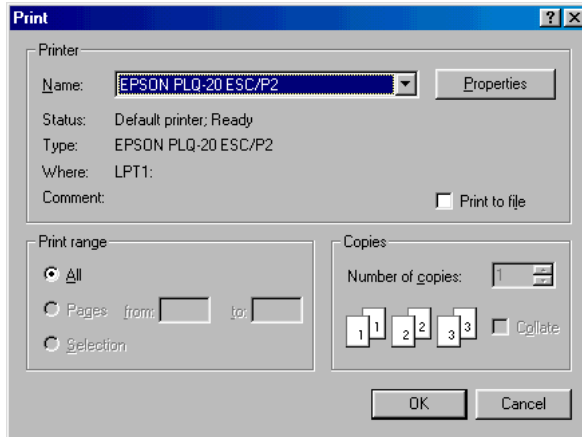 Print
Printer
Name: EPSON PLQ-20 ESC/P2 Properties
Status: Default printer; Ready
Type: EPSON PLQ-20 ESC/P2
Where: LPT1:
Comment: Print to file
Print range
All
Pages from: to:
Selection
Copies
Number of copies: 1
1 1 2 2 3 3 Collate
OK Cancel